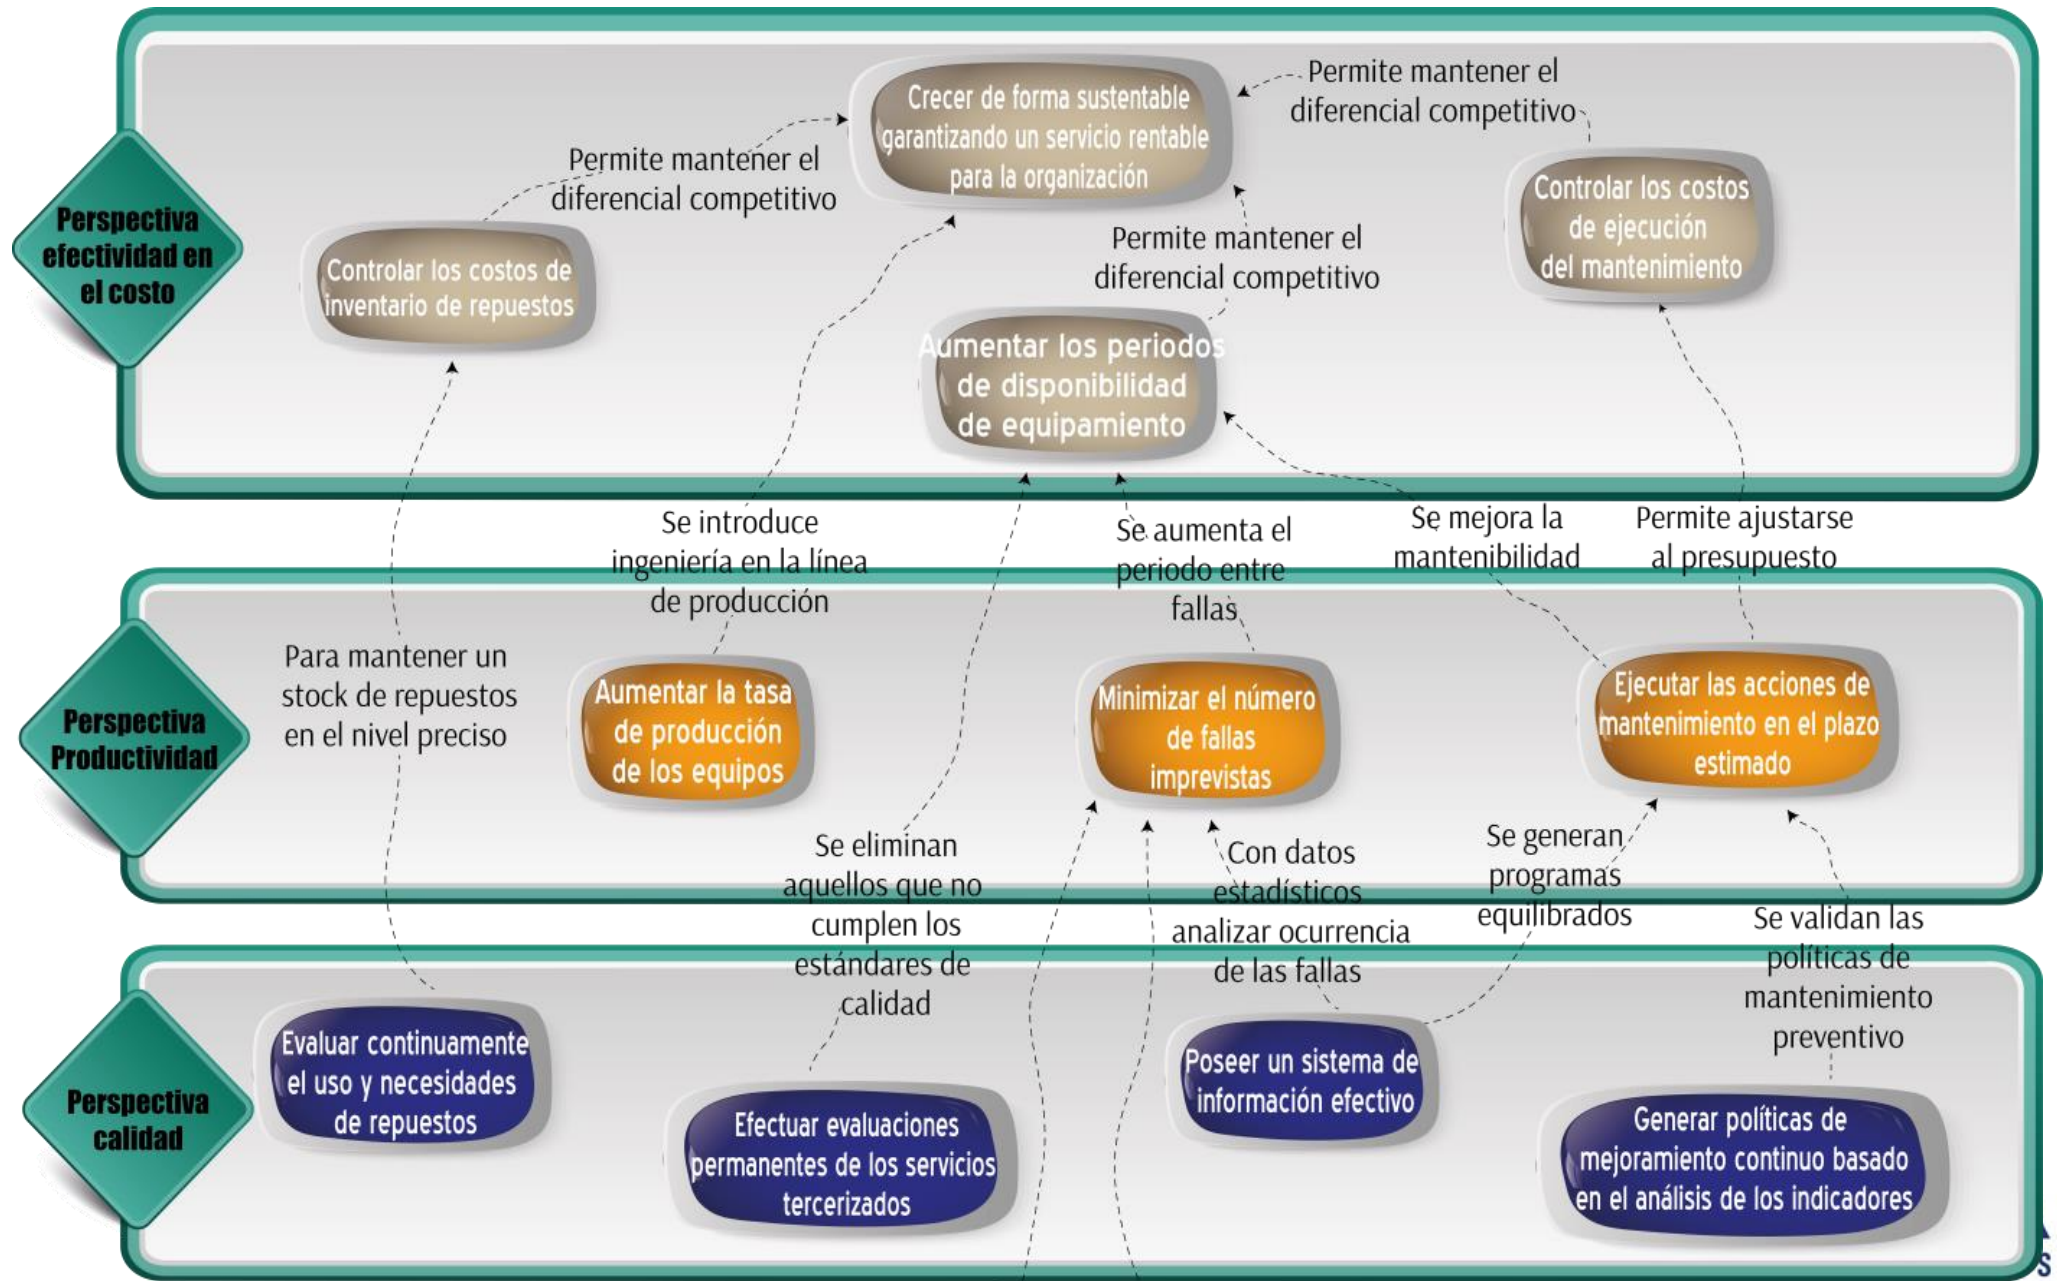 Perspectiva
efectividad en
el costo
Crecer de forma sustentable
garantizando un servicio rentable
para la organización
Permite mantener el
diferencial competitivo
Permite mantener el
diferencial competitivo
Controlar los costos
de ejecución
del mantenimiento
Controlar los costos de
inventario de repuestos
Permite mantener el
diferencial competitivo
Aumentar los periodos
de disponibilidad
de equipamiento
Se introduce
ingeniería en la línea
de producción
Se aumenta el
periodo entre
fallas
Se mejora la
mantenibilidad
Permite ajustarse
al presupuesto
Perspectiva
Productividad
Para mantener un
stock de repuestos
en el nivel preciso
Aumentar la tasa
de producción
de los equipos
Minimizar el número
de fallas
imprevistas
Ejecutar las acciones de
mantenimiento en el plazo
estimado
Se eliminan
aquellos que no
cumplen los
estándares de
calidad
Con datos
estadísticos
analizar ocurrencia
de las fallas
Se generan
programas
equilibrados
Se validan las
políticas de
mantenimiento
preventivo
Perspectiva
calidad
Evaluar continuamente
el uso y necesidades
de repuestos
Efectuar evaluaciones
permanentes de los servicios
tercerizados
Poseer un sistema de
información efectivo
Generar políticas de
mejoramiento continuo basado
en el análisis de los indicadores